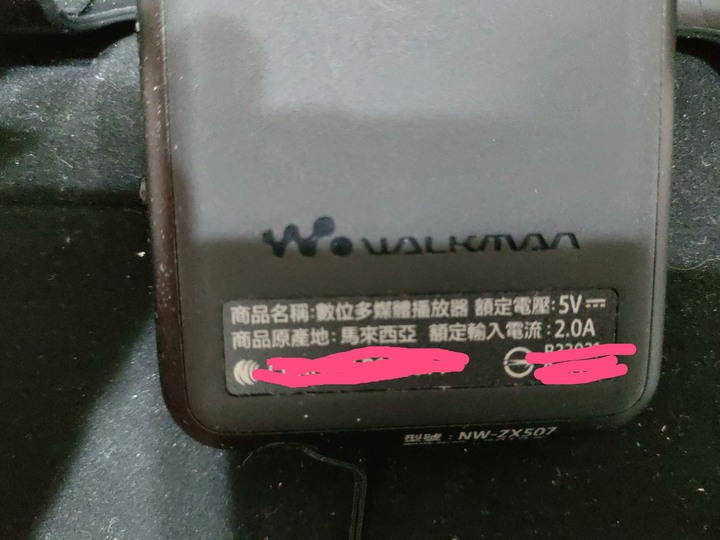 WALKMAN
商品名稱:數位多媒體播放器 額定電壓:5V
商品原產地:馬來西亞 額定輸入電流:2.0A
型號:NW-ZX507